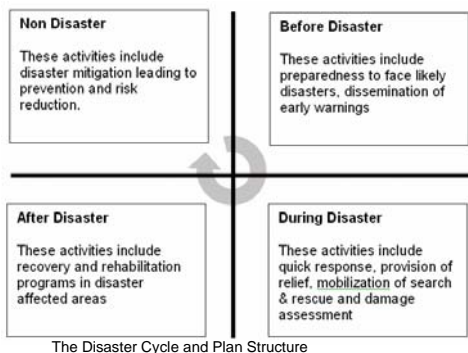 Non Disaster
These activities include
disaster mitigation leading to
prevention and risk
reduction.
Before Disaster
These activities include
preparedness to face likely
disasters, dissemination of
early warnings
After Disaster
These activities include
recovery and rehabilitation
programs in disaster
affected areas
During Disaster
These activities include
quick response, provision of
relief, mobilization of search
& rescue and damage
assessment
The Disaster Cycle and Plan Structure